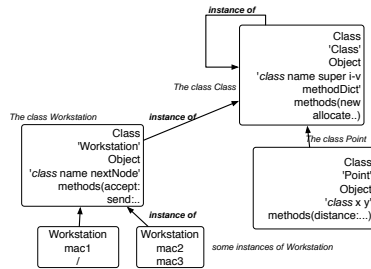 instance of
Class
'Class'
Object
'class name super i-v
methodDict'
methods(new
allocate..)
The class Class
The class Workstation
instance of
Class
'Workstation'
Object
'class name nextNode'
methods(accept:
send:..
The class Point
Class
'Point'
Object
'class x y'
methods(distance:...)
instance of
Workstation
mac1
/
Workstation
mac2
mac3
some instances of Workstation